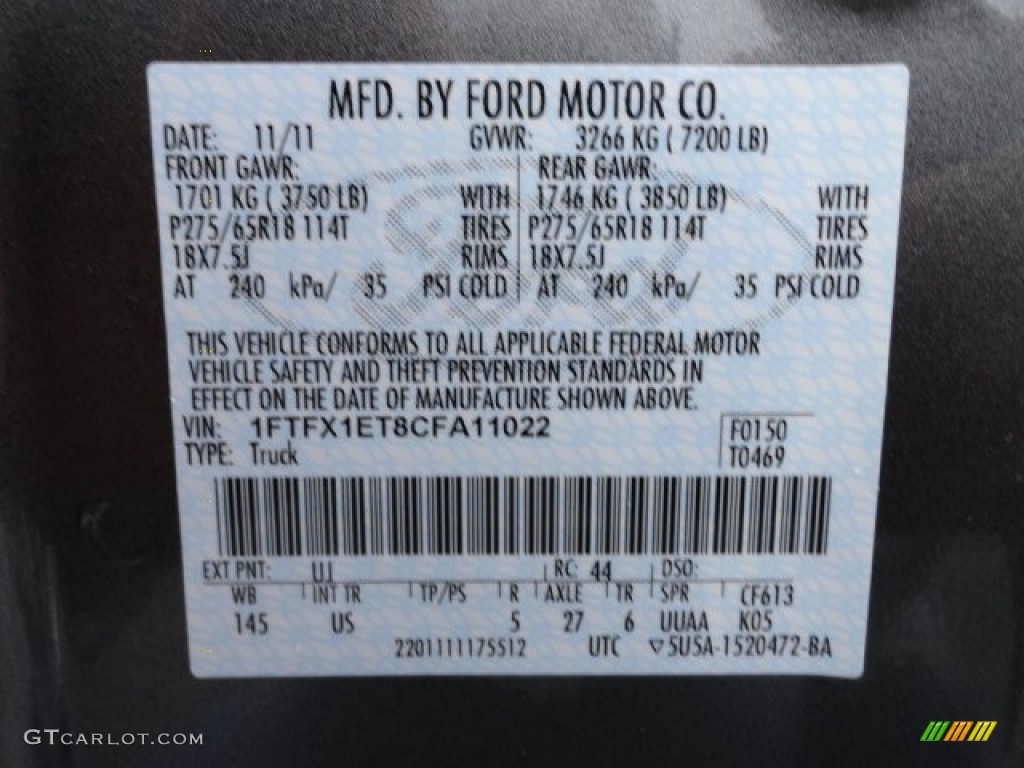 MFD. BY FORD MOTOR CO.
DATE: 11/11 GVWR: 3266 KG ( 7200 LB)
FRONT GAWR: REAR GAWR:
1701 KG ( 3750 LB) WITH 1746 KG ( 3850 LB) WITH
P275/65R18 114T TIRES P275/65R18 114T TIRES
18X7.5J RIMS 18X7.5J RIMS
AT 240 kPa/ 35 PSI COLD AT 240 kPa/ 35 PSI COLD
THIS VEHICLE CONFORMS TO ALL APPLICABLE FEDERAL MOTOR
VEHICLE SAFETY AND THEFT PREVENTION STANDARDS IN
EFFECT ON THE DATE OF MANUFACTURE SHOWN ABOVE.
VIN: 1FTFX1ET8CFA11022 F0150
TYPE: Truck T0469
EXT PNT: UJ RC: 44 DSO:
WB INT TR TP/PS R AXLE TR SPR CF613
145 US 5 27 6 UUAA K05
2201111175512 UTC ▽5U5A-1520472-BA
GTCARLOT.COM